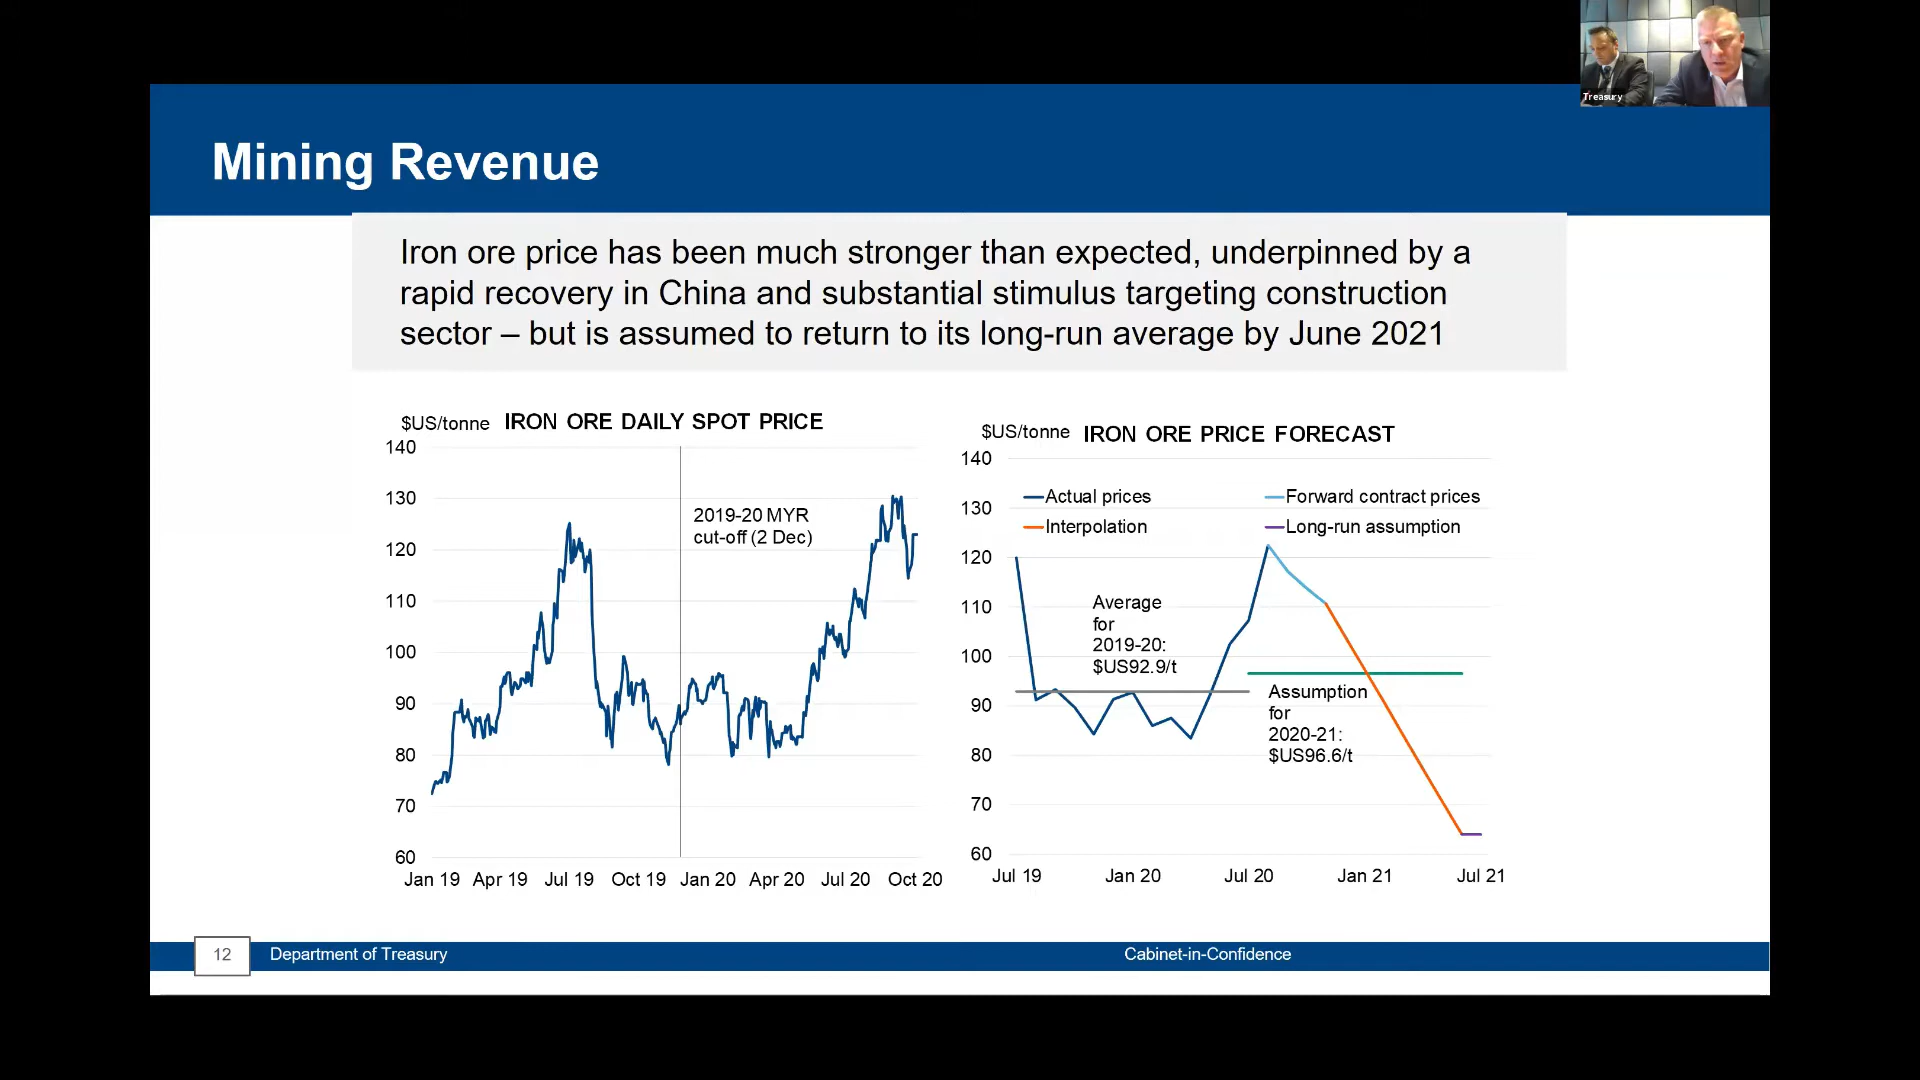 Treasury
Mining Revenue
Iron ore price has been much stronger than expected, underpinned by a
rapid recovery in China and substantial stimulus targeting construction
sector – but is assumed to return to its long-run average by June 2021
$US/tonne IRON ORE DAILY SPOT PRICE
140
130
120
110
100
90
80
70
60
2019-20 MYR
cut-off (2 Dec)
Jan 19 Apr 19 Jul 19 Oct 19 Jan 20 Apr 20 Jul 20 Oct 20
$US/tonne IRON ORE PRICE FORECAST
140
130
120
110
100
90
80
70
60
Actual prices Forward contract prices
Interpolation Long-run assumption
Average
for
2019-20:
$US92.9/t
Assumption
for
2020-21:
$US96.6/t
Jul 19 Jan 20 Jul 20 Jan 21 Jul 21
12 Department of Treasury Cabinet-in-Confidence